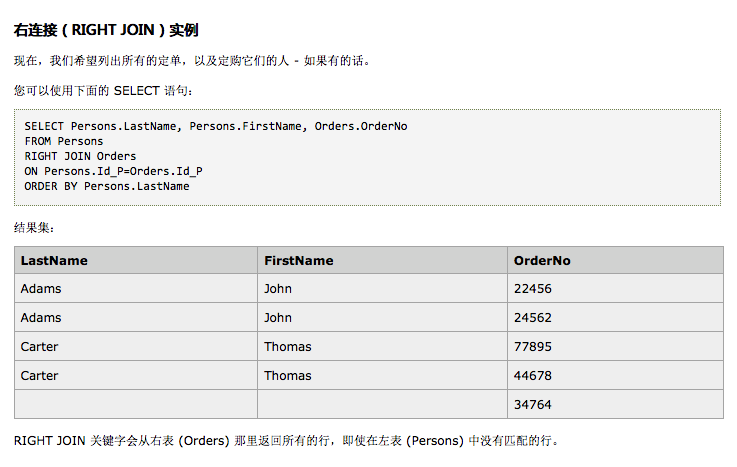 右连接（RIGHT JOIN）实例
现在，我们希望列出所有的定单，以及定购它们的人 - 如果有的话。
您可以使用下面的 SELECT 语句：
SELECT Persons.LastName, Persons.FirstName, Orders.OrderNo
FROM Persons
RIGHT JOIN Orders
ON Persons.Id_P=Orders.Id_P
ORDER BY Persons.LastName
结果集：
LastName FirstName OrderNo
Adams John 22456
Adams John 24562
Carter Thomas 77895
Carter Thomas 44678
34764
RIGHT JOIN 关键字会从右表 (Orders) 那里返回所有的行，即使在左表 (Persons) 中没有匹配的行。